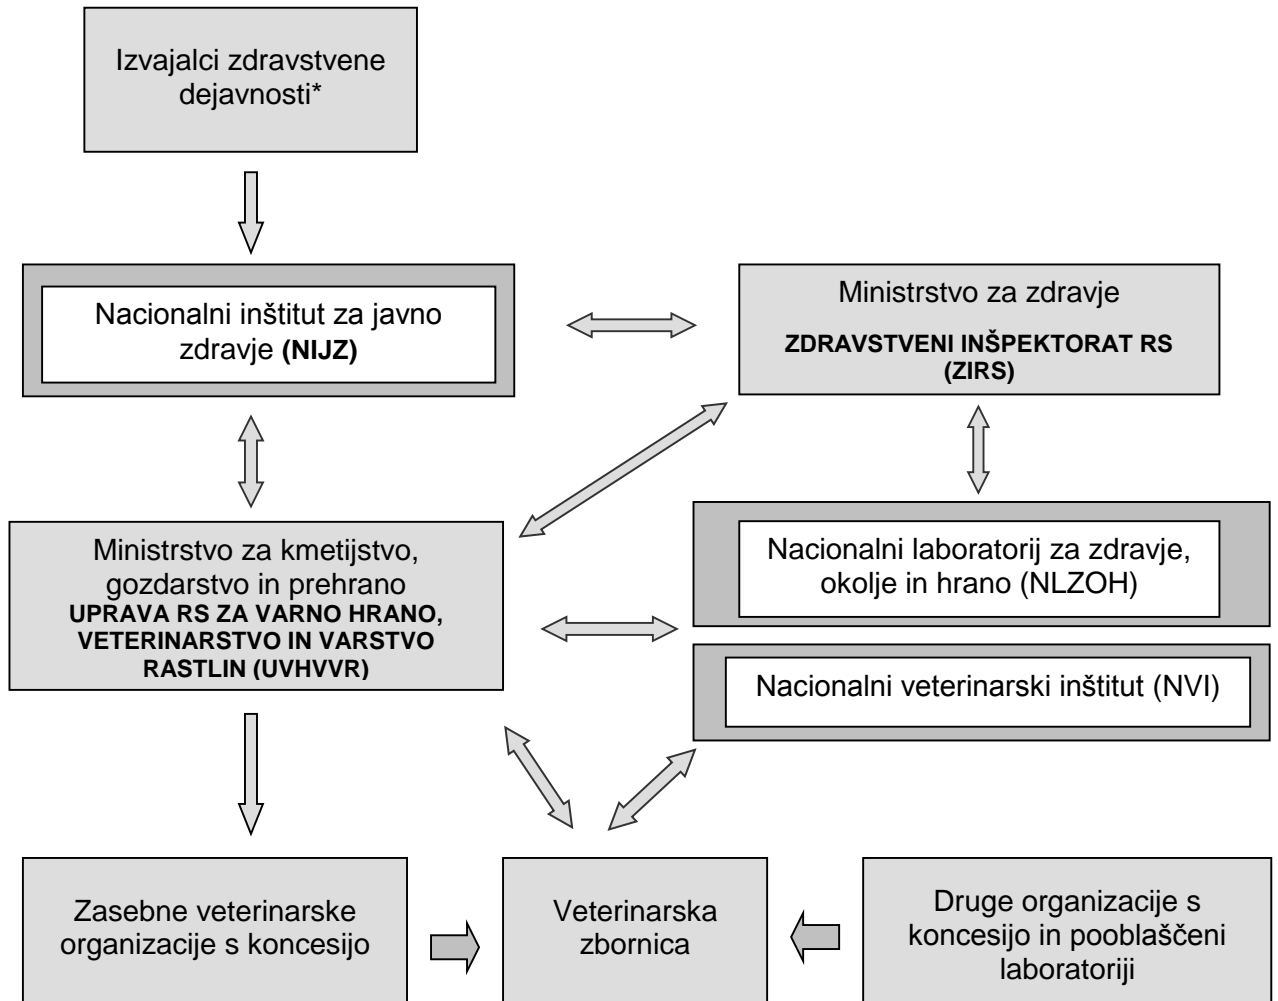 Izvajalci zdravstvene
dejavnosti*
Nacionalni inštitut za javno
zdravje (NIJZ)
Ministrstvo za zdravje
ZDRAVSTVENI INŠPEKTORAT RS
(ZIRS)
Ministrstvo za kmetijstvo,
gozdarstvo in prehrano
UPRAVA RS ZA VARNO HRANO,
VETERINARSTVO IN VARSTVO
RASTLIN (UVHVVR)
Nacionalni laboratorij za zdravje,
okolje in hrano (NLZOH)
Nacionalni veterinarski inštitut (NVI)
Zasebne veterinarske
organizacije s koncesijo
Veterinarska
zbornica
Druge organizacije s
koncesijo in pooblaščeni
laboratoriji